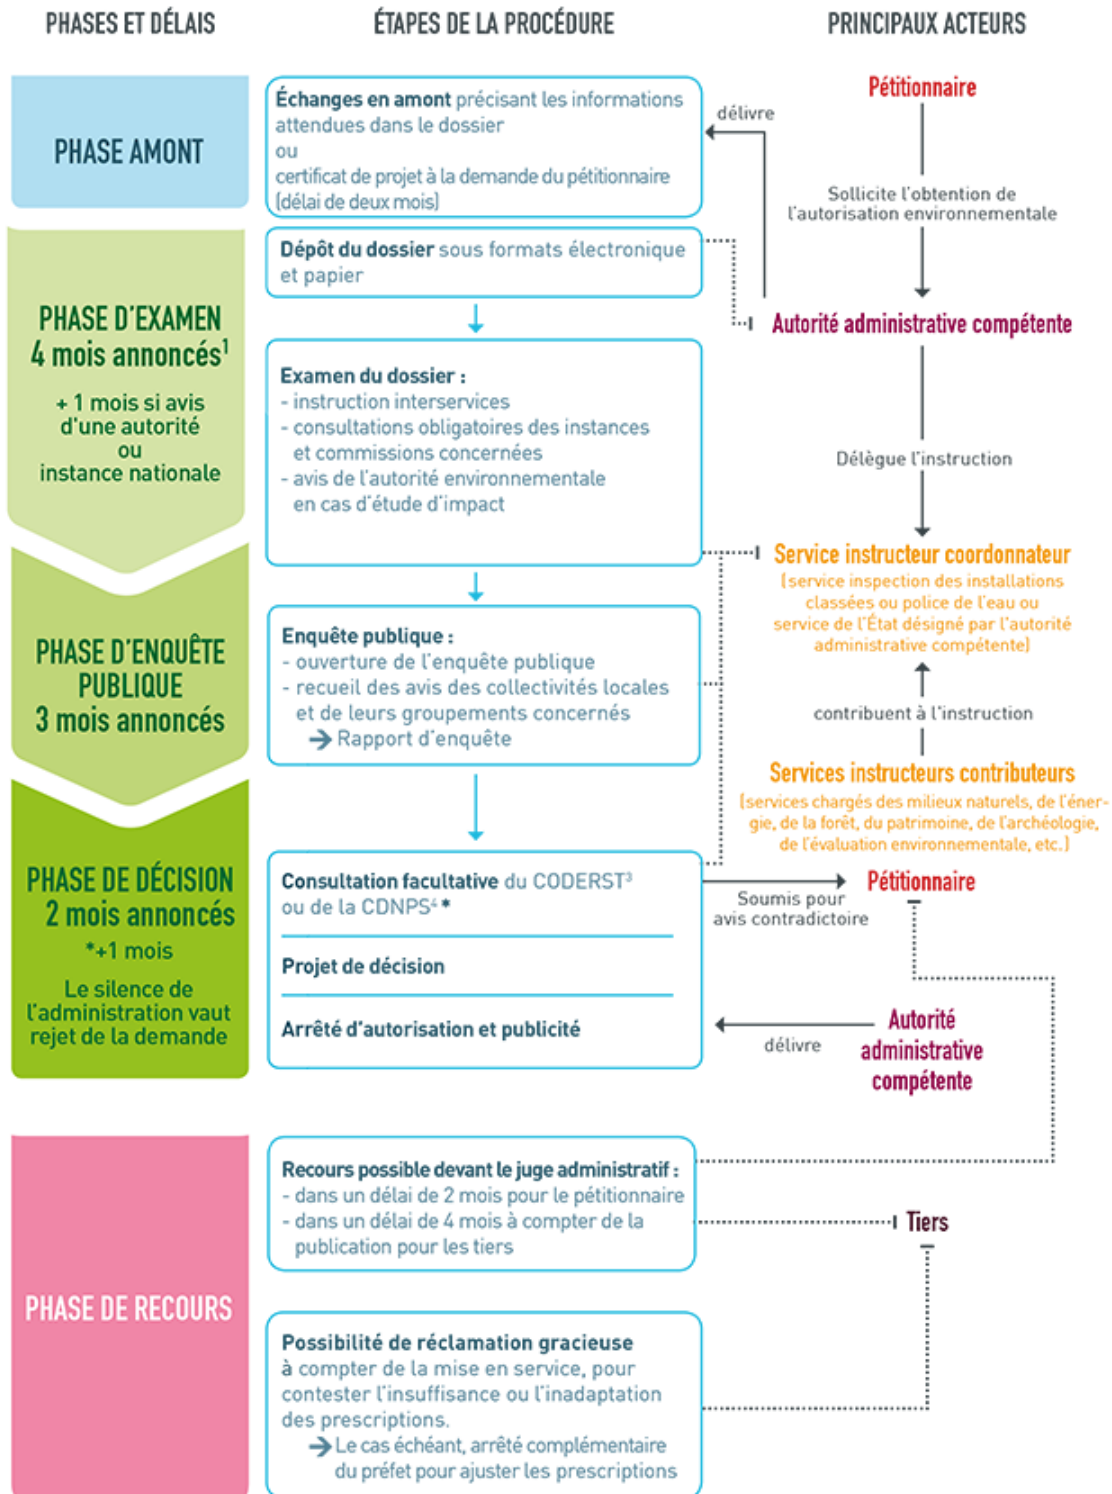 PHASES ET DÉLAIS
ÉTAPES DE LA PROCÉDURE
PRINCIPAUX ACTEURS
PHASE AMONT
Échanges en amont précisant les informations
attendues dans le dossier
ou
certificat de projet à la demande du pétitionnaire
(délai de deux mois)
délivre
Pétitionnaire
Sollicite l'obtention de
l'autorisation environnementale
PHASE D'EXAMEN
4 mois annoncés¹
+ 1 mois si avis
d'une autorité
ou
instance nationale
Dépôt du dossier sous formats électronique
et papier
Autorité administrative compétente
Examen du dossier :
- instruction interservices
- consultations obligatoires des instances
et commissions concernées
- avis de l'autorité environnementale
en cas d'étude d'impact
Délègue l'instruction
Service instructeur coordonnateur
(service inspection des installations
classées ou police de l'eau ou
service de l'État désigné par l'autorité
administrative compétente)
PHASE D'ENQUÊTE
PUBLIQUE
3 mois annoncés
Enquête publique :
- ouverture de l'enquête publique
- recueil des avis des collectivités locales
et de leurs groupements concernés
→ Rapport d'enquête
contribuent à l'instruction
Services instructeurs contributeurs
(services chargés des milieux naturels, de l'éner-
gie, de la forêt, du patrimoine, de l'archéologie,
de l'évaluation environnementale, etc.)
PHASE DE DÉCISION
2 mois annoncés
*+1 mois
Le silence de
l'administration vaut
rejet de la demande
Consultation facultative du CODERST³
ou de la CDNPS⁴ *
Projet de décision
Arrêté d'autorisation et publicité
Soumis pour
avis contradictoire
Pétitionnaire
délivre
Autorité
administrative
compétente
PHASE DE RECOURS
Recours possible devant le juge administratif :
- dans un délai de 2 mois pour le pétitionnaire
- dans un délai de 4 mois à compter de la
publication pour les tiers
Tiers
Possibilité de réclamation gracieuse
à compter de la mise en service, pour
contester l'insuffisance ou l'inadaptation
des prescriptions.
→ Le cas échéant, arrêté complémentaire
du préfet pour ajuster les prescriptions